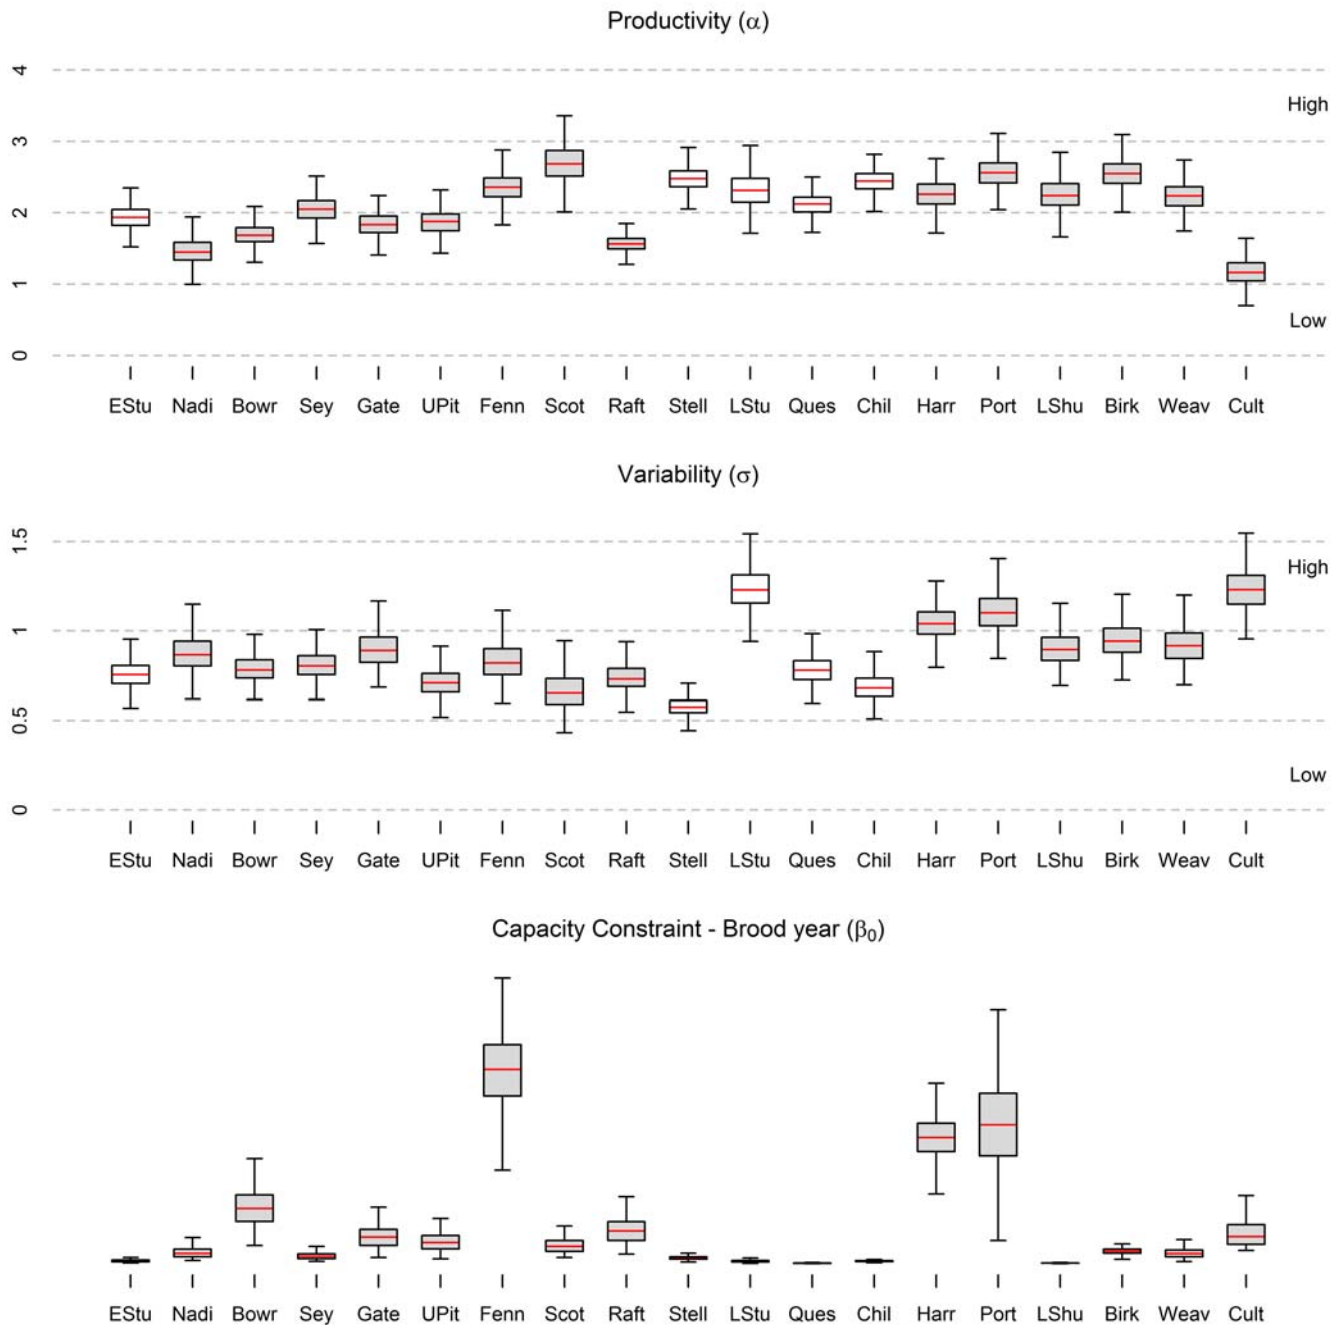 Productivity (α)
4
High
3
2
1
Low
0
EStu Nadi Bowr Sey Gate UPit Fenn Scot Raft Stell LStu Ques Chil Harr Port LShu Birk Weav Cult
Variability (σ)
1.5
High
1
0.5
Low
0
EStu Nadi Bowr Sey Gate UPit Fenn Scot Raft Stell LStu Ques Chil Harr Port LShu Birk Weav Cult
Capacity Constraint - Brood year (β₀)
EStu Nadi Bowr Sey Gate UPit Fenn Scot Raft Stell LStu Ques Chil Harr Port LShu Birk Weav Cult